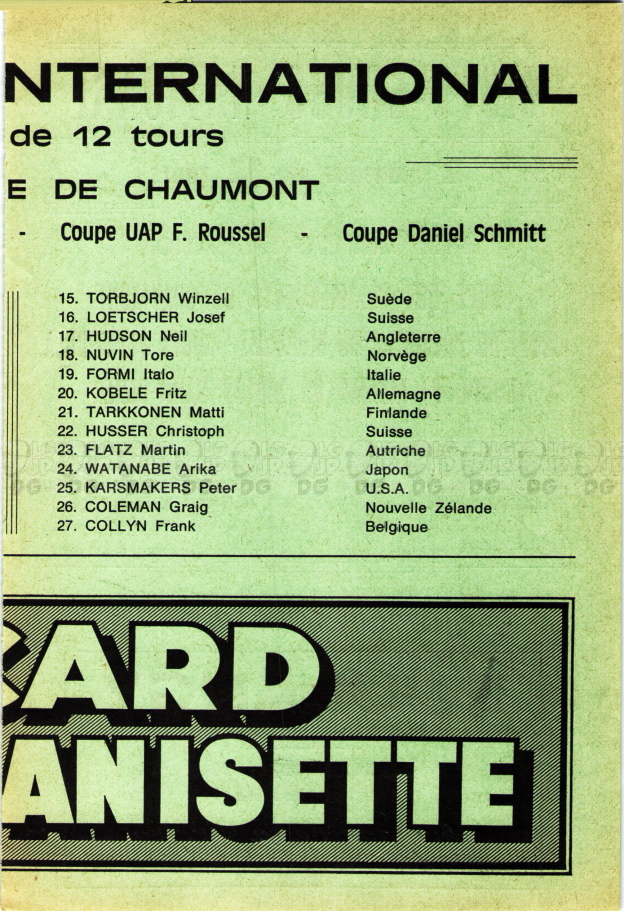 NTERNATIONAL
de 12 tours
E DE CHAUMONT
- Coupe UAP F. Roussel - Coupe Daniel Schmitt
15. TORBJORN Winzell Suède
16. LOETSCHER Josef Suisse
17. HUDSON Neil Angleterre
18. NUVIN Tore Norvège
19. FORMI Italo Italie
20. KOBELE Fritz Allemagne
21. TARKKONEN Matti Finlande
22. HUSSER Christoph Suisse
23. FLATZ Martin Autriche
24. WATANABE Arika Japon
25. KARSMAKERS Peter U.S.A.
26. COLEMAN Graig Nouvelle Zélande
27. COLLYN Frank Belgique
CARD
ANISETTE